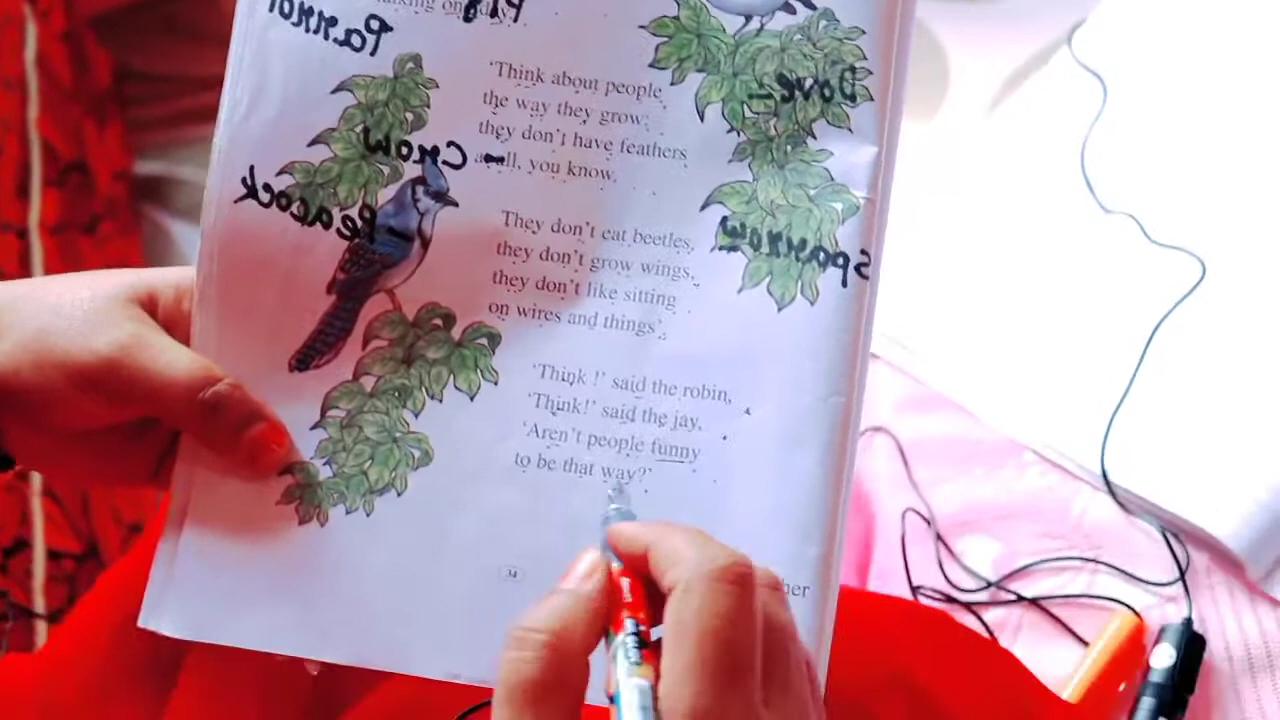 on
Parrot
'Think about people
the way they grow;
they don't have feathers
all, you know.
Dove
Crow
Peacock
They don't eat beetles,
they don't grow wings,
they don't like sitting
on wires and things'.
Sparrow
'Think !' said the robin,
'Think!' said the jay,
'Aren't people funny
to be that way?'
34
her